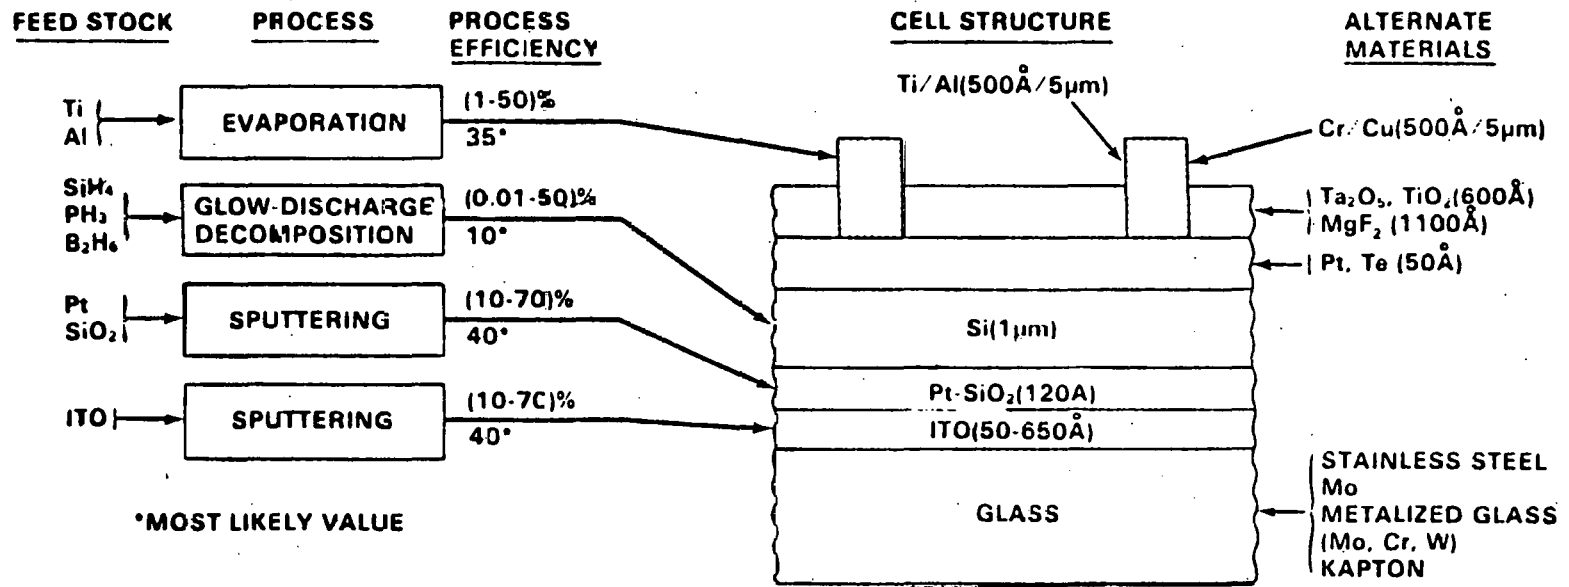 FEED STOCK
PROCESS
PROCESS
EFFICIENCY
CELL STRUCTURE
ALTERNATE
MATERIALS
Ti
Al
EVAPORATION
(1-50)%
35*
Ti/Al(500Å/5µm)
Cr/Cu(500Å/5µm)
SiH₄
PH₃
B₂H₆
GLOW-DISCHARGE
DECOMPOSITION
(0.01-50)%
10*
Ta₂O₅, TiO₂(600Å)
MgF₂ (1100Å)
Pt, Te (50Å)
Pt
SiO₂
SPUTTERING
(10-70)%
40*
Si(1µm)
Pt-SiO₂(120A)
ITO
SPUTTERING
(10-70)%
40*
ITO(50-650Å)
GLASS
STAINLESS STEEL
Mo
METALIZED GLASS
(Mo, Cr, W)
KAPTON
*MOST LIKELY VALUE